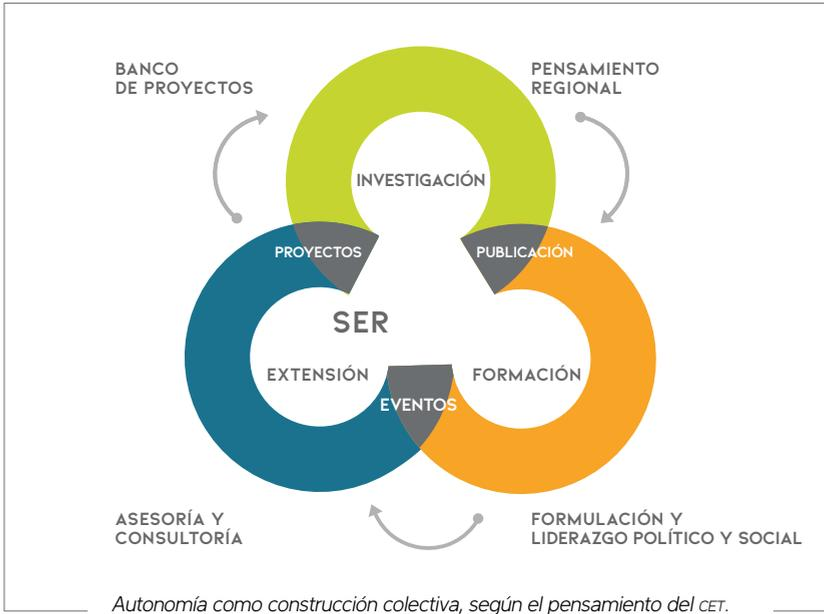 BANCO
DE PROYECTOS
PENSAMIENTO
REGIONAL
INVESTIGACIÓN
PROYECTOS
PUBLICACIÓN
SER
EXTENSIÓN
FORMACIÓN
EVENTOS
ASESORÍA Y
CONSULTORÍA
FORMULACIÓN Y
LIDERAZGO POLÍTICO Y SOCIAL
Autonomía como construcción colectiva, según el pensamiento del CET.